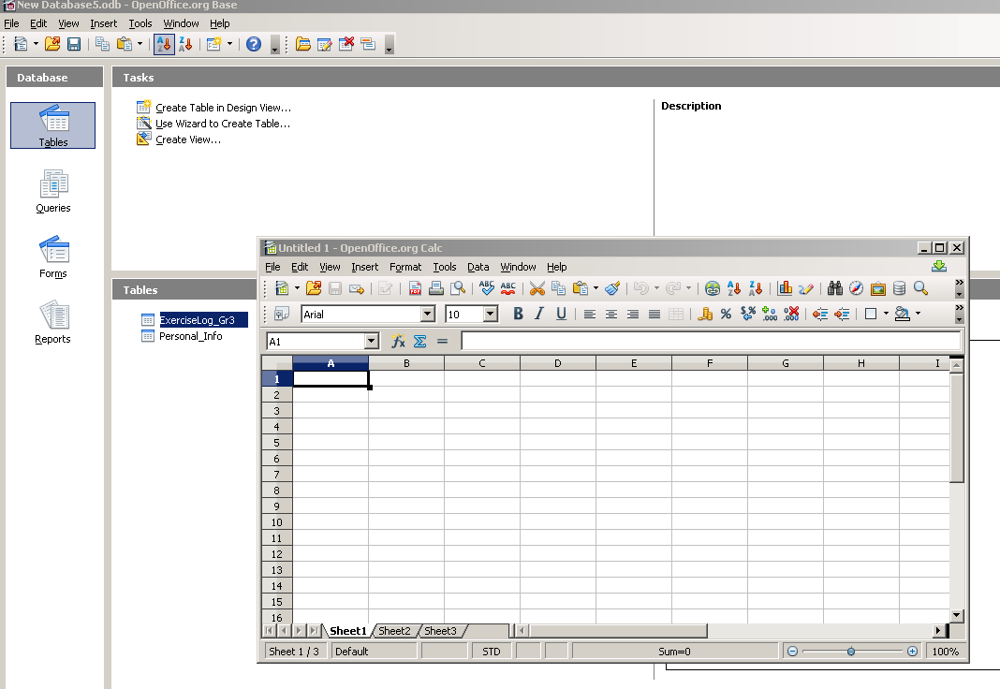 New Database5.odb - OpenOffice.org Base
File Edit View Insert Tools Window Help
Database
Tasks
Tables
Queries
Forms
Reports
Create Table in Design View...
Use Wizard to Create Table...
Create View...
Description
Tables
ExerciseLog_Gr3
Personal_Info
Untitled 1 - OpenOffice.org Calc
File Edit View Insert Format Tools Data Window Help
Arial 10 B I U
A1
A B C D E F G H I
1
2
3
4
5
6
7
8
9
10
11
12
13
14
15
16
Sheet1 Sheet2 Sheet3
Sheet 1 / 3 Default STD Sum=0 100%